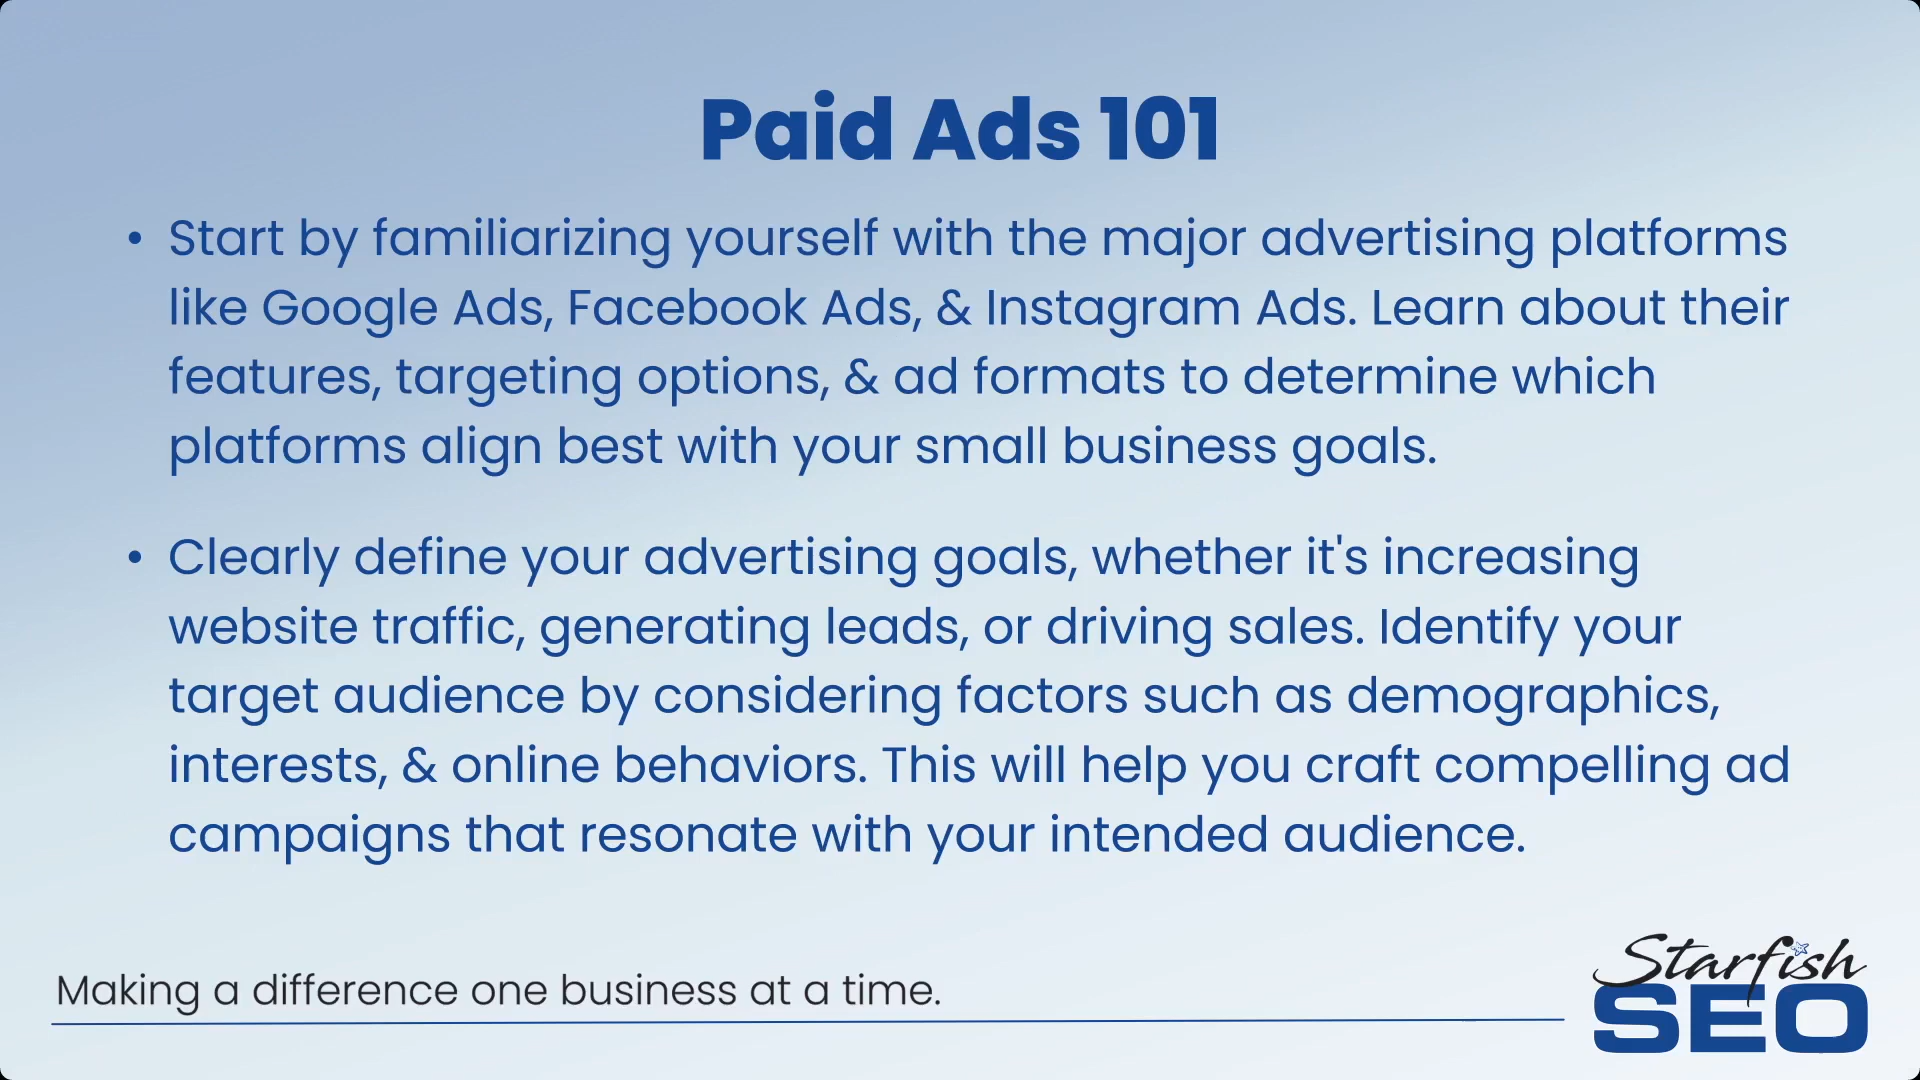 Paid Ads 101
• Start by familiarizing yourself with the major advertising platforms
like Google Ads, Facebook Ads, & Instagram Ads. Learn about their
features, targeting options, & ad formats to determine which
platforms align best with your small business goals.
• Clearly define your advertising goals, whether it's increasing
website traffic, generating leads, or driving sales. Identify your
target audience by considering factors such as demographics,
interests, & online behaviors. This will help you craft compelling ad
campaigns that resonate with your intended audience.
Making a difference one business at a time.
Starfish
SEO